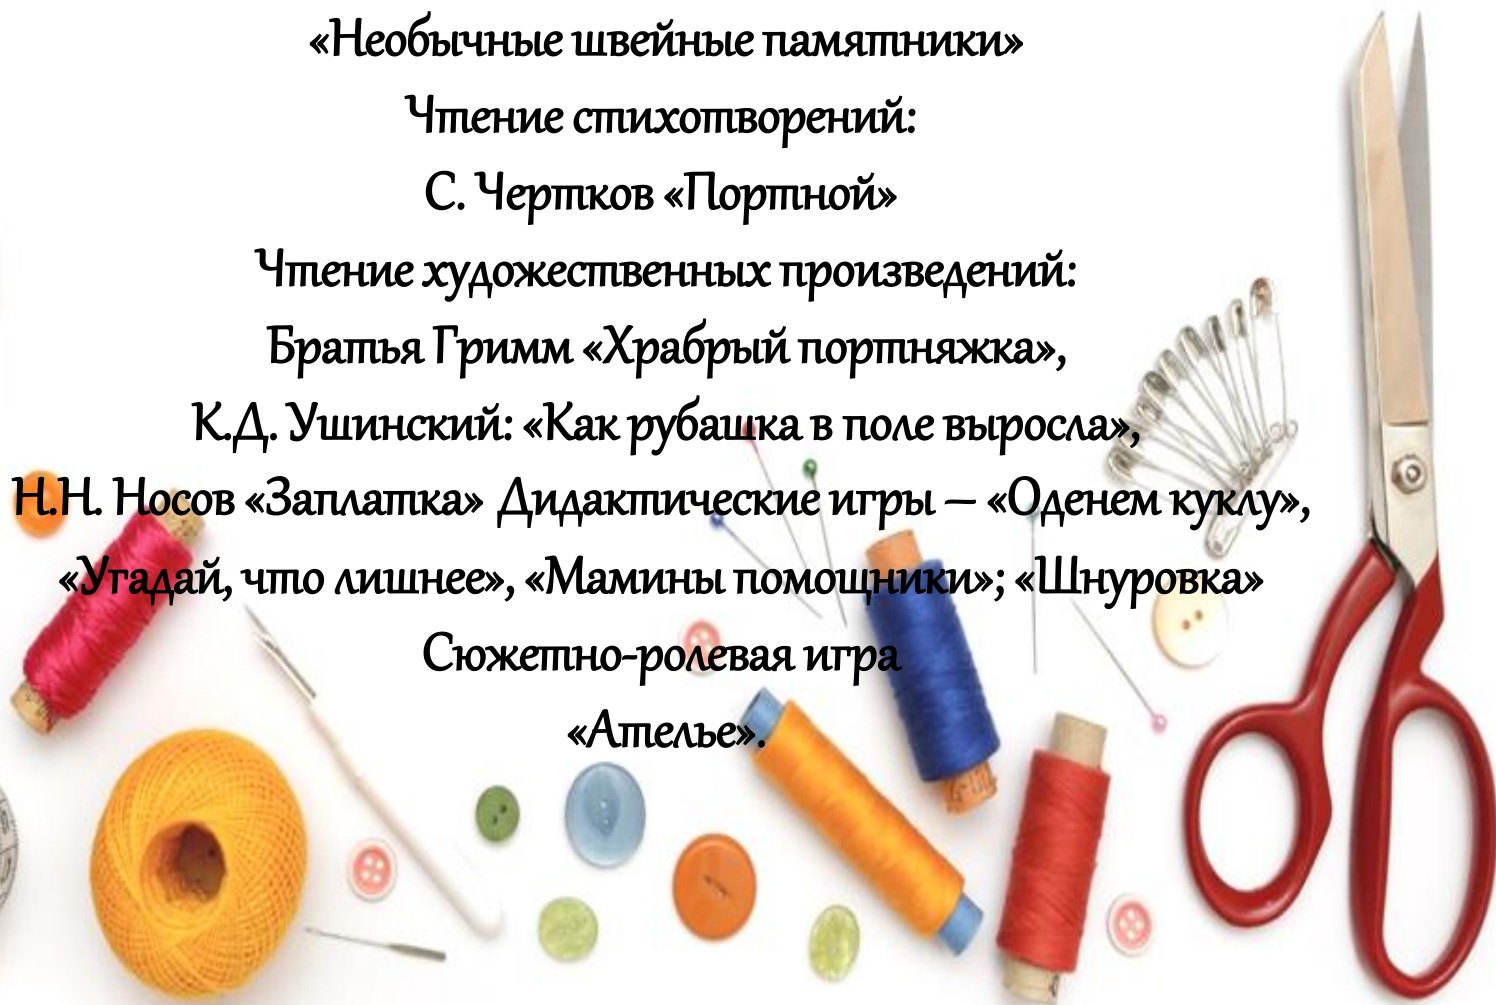 «Необычные швейные памятники»
Чтение стихотворений:
С. Чертков «Портной»
Чтение художественных произведений:
Братья Гримм «Храбрый портняжка»,
К.Д. Ушинский: «Как рубашка в поле выросла»,
Н.Н. Носов «Заплатка» Дидактические игры – «Оденем куклу»,
«Угадай, что лишнее», «Мамины помощники»; «Шнуровка»
Сюжетно-ролевая игра
«Ателье».